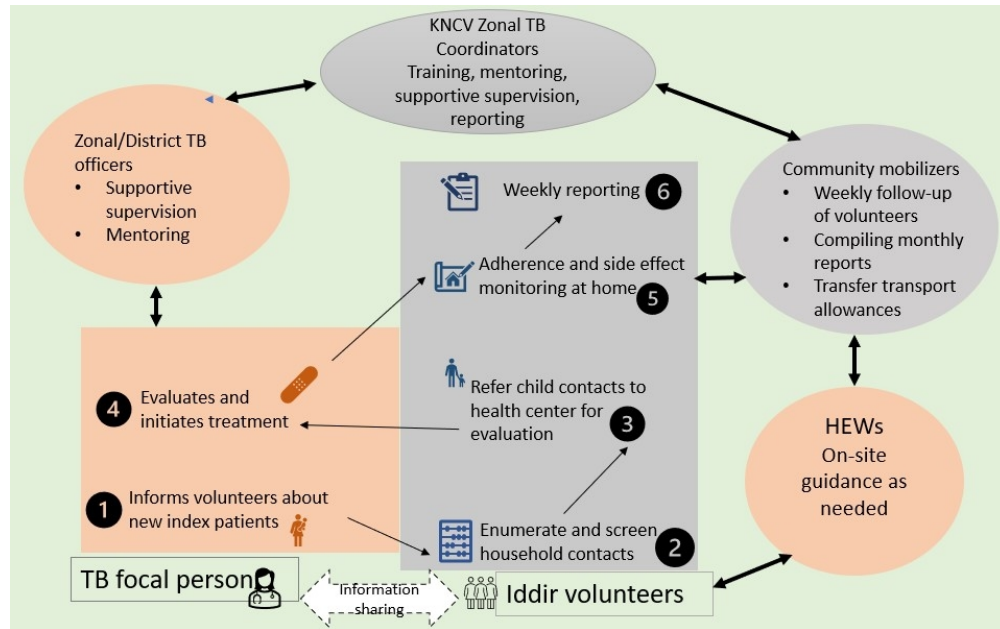 KNCV Zonal TB
Coordinators
Training, mentoring,
supportive supervision,
reporting
Zonal/District TB
officers
• Supportive
supervision
• Mentoring
Community mobilizers
• Weekly follow-up
of volunteers
• Compiling monthly
reports
• Transfer transport
allowances
Weekly reporting 6
Adherence and side effect
monitoring at home 5
4 Evaluates and
initiates treatment
Refer child contacts to
health center for
evaluation 3
HEWs
On-site
guidance as
needed
1 Informs volunteers about
new index patients
Enumerate and screen
household contacts 2
TB focal person
Information
sharing
Iddir volunteers